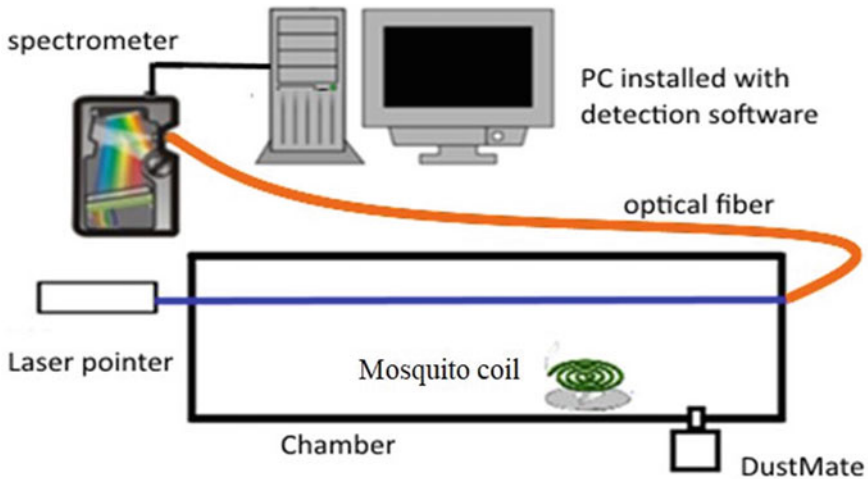 spectrometer
PC installed with
detection software
optical fiber
Laser pointer
Mosquito coil
Chamber
DustMate